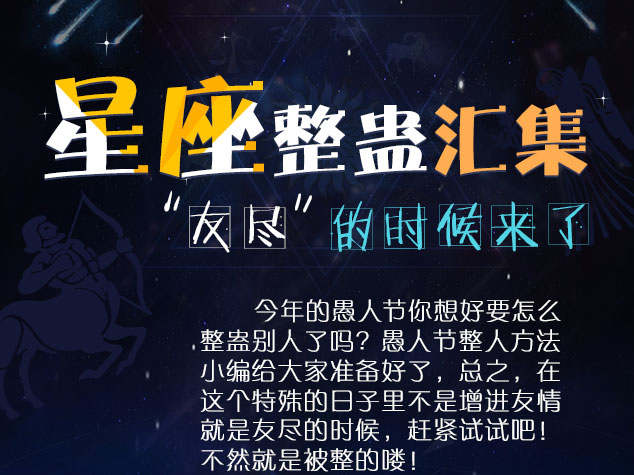 星座整蛊汇集
“友尽”的时候来了
今年的愚人节你想好要怎么
整蛊别人了吗？愚人节整人方法
小编给大家准备好了，总之，在
这个特殊的日子里不是增进友情
就是友尽的时候，赶紧试试吧！
不然就是被整的喽！